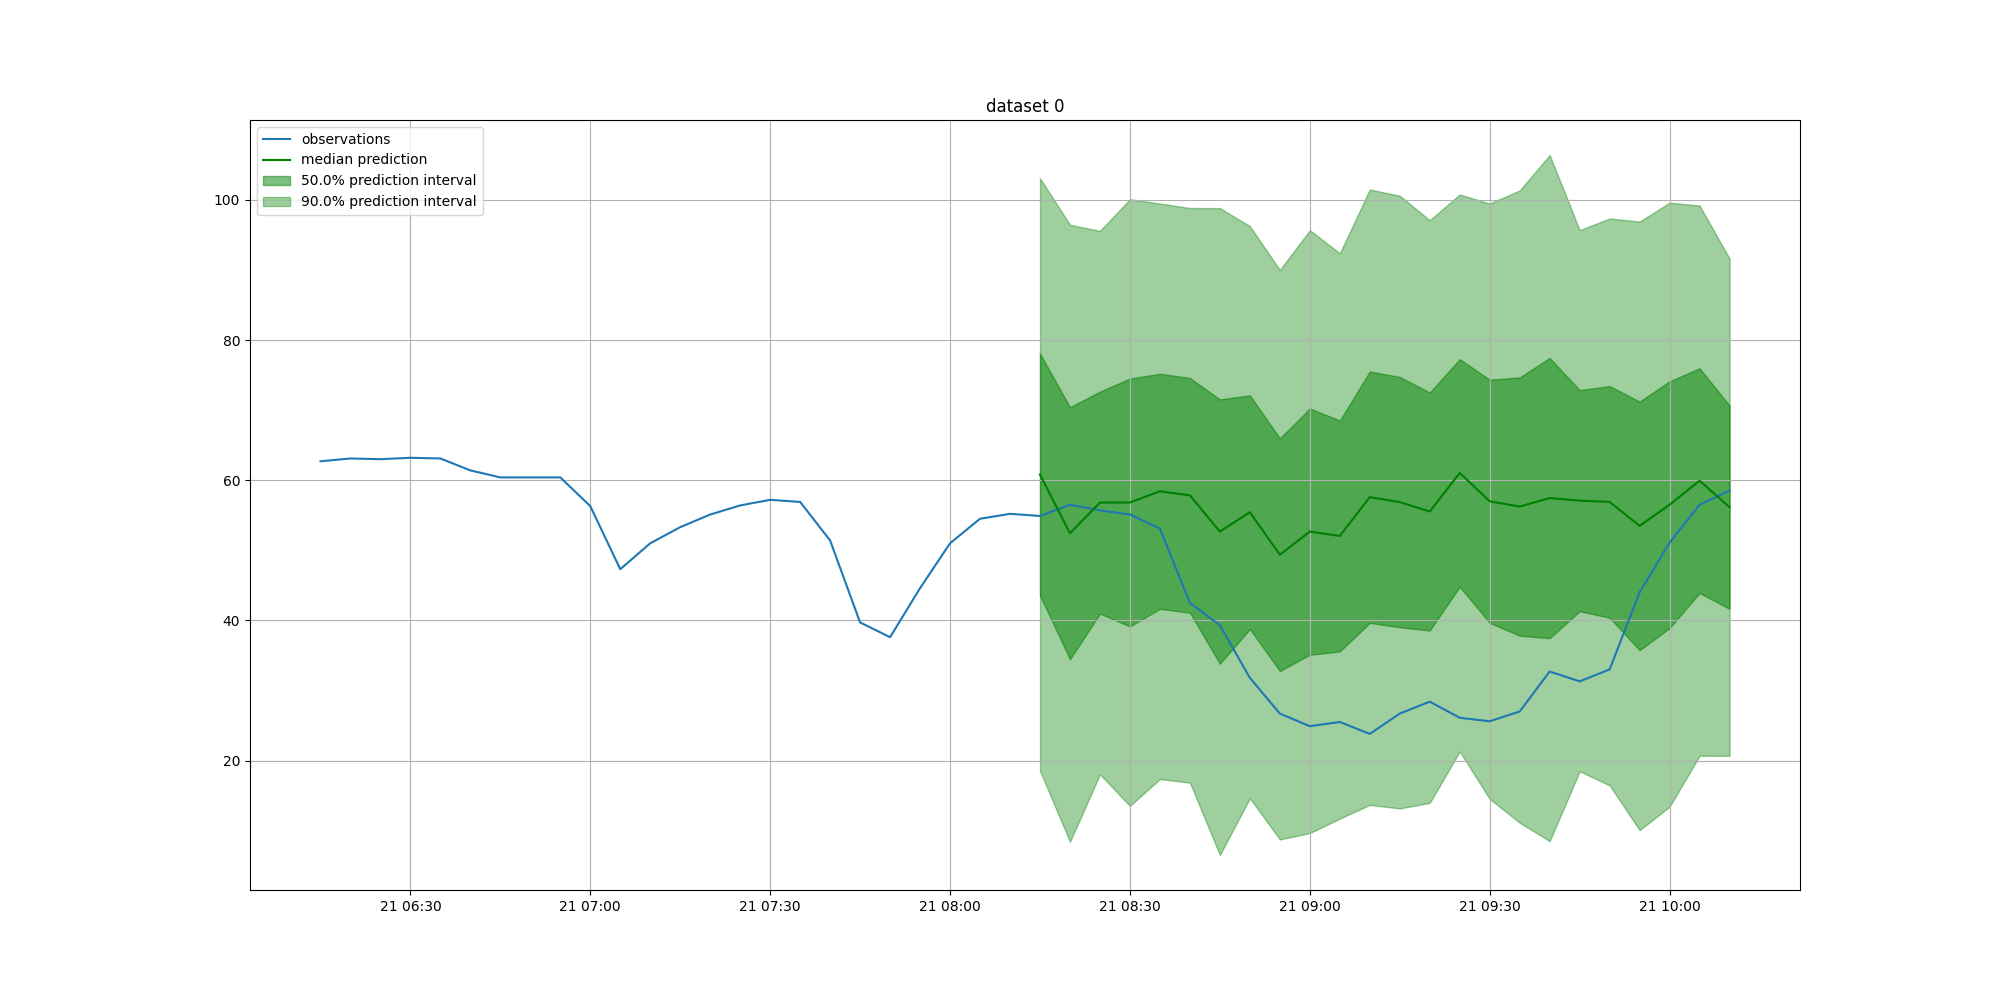 dataset 0
observations
median prediction
50.0% prediction interval
90.0% prediction interval
100
80
60
40
20
21 06:30
21 07:00
21 07:30
21 08:00
21 08:30
21 09:00
21 09:30
21 10:00